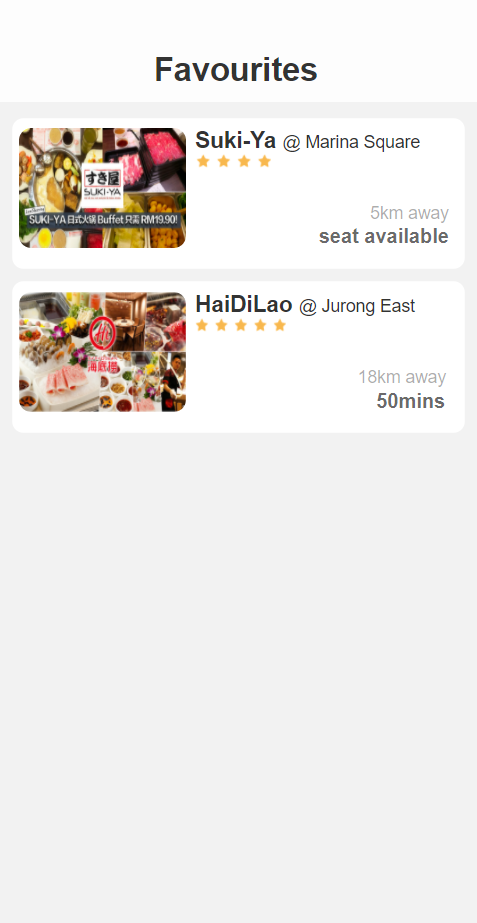 Favourites
Suki-Ya @ Marina Square
すき屋
SUKI-YA
SUKI-YA 日式火锅 Buffet 只需 RM19.90!
5km away
seat available
HaiDiLao @ Jurong East
海底捞
18km away
50mins